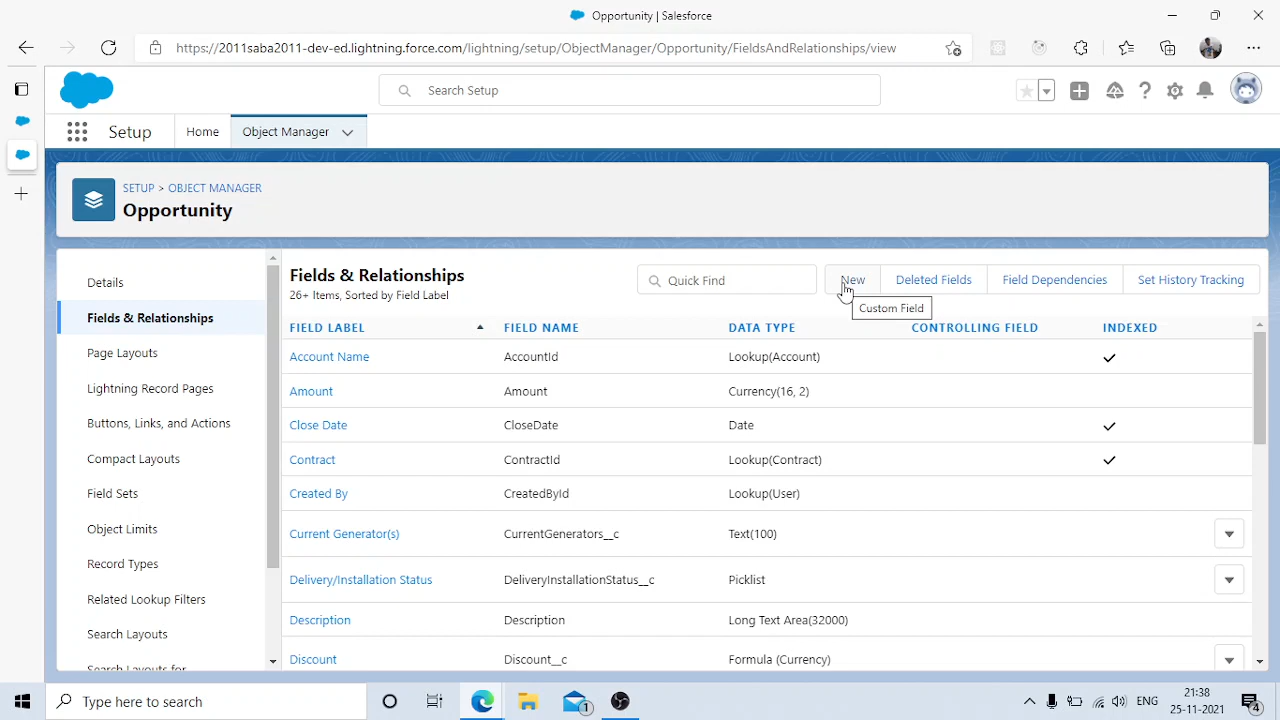 Opportunity | Salesforce
https://2011saba2011-dev-ed.lightning.force.com/lightning/setup/ObjectManager/Opportunity/FieldsAndRelationships/view
Search Setup
Setup
Home
Object Manager
SETUP > OBJECT MANAGER
Opportunity
Details
Fields & Relationships
Page Layouts
Lightning Record Pages
Buttons, Links, and Actions
Compact Layouts
Field Sets
Object Limits
Record Types
Related Lookup Filters
Search Layouts
Search Layouts for
Fields & Relationships
26+ Items, Sorted by Field Label
Quick Find
New
Deleted Fields
Field Dependencies
Set History Tracking
Custom Field
FIELD LABEL FIELD NAME DATA TYPE CONTROLLING FIELD INDEXED
Account Name AccountId Lookup(Account)
Amount Amount Currency(16, 2)
Close Date CloseDate Date
Contract ContractId Lookup(Contract)
Created By CreatedById Lookup(User)
Current Generator(s) CurrentGenerators__c Text(100)
Delivery/Installation Status DeliveryInstallationStatus__c Picklist
Description Description Long Text Area(32000)
Discount Discount__c Formula (Currency)
Type here to search
1
ENG
21:38
25-11-2021
4